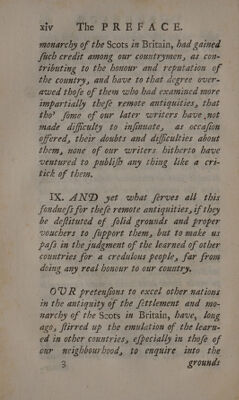 xiv The PREFACE.
monarchy of the Scots in Britain, had gained
ſuch credit among our countrymen, as con-
tributing to the honour and reputation of
the country, and have to that degree over-
awed thoſe of them who had examined more
impartially theſe remote antiquities, that
tho' ſome of our later writers have not
made difficulty to inſinuate, as occaſion
offered, their doubts and difficulties about
them, none of our writers hitherto have
ventured to publiſh any thing like a cri-
tick of them.
IX. AND yet what ſerves all this
fondneſs for theſe remote antiquities, if they
be deſtitute of ſolid grounds and proper
vouchers to ſupport them, but to make us
paſs in the judgment of the learned of other
countries for a credulous people, far from
doing any real honour to our country.
OUR pretenſions to excel other nations
in the antiquity of the ſettlement and mo-
narchy of the Scots in Britain, have, long
ago, ſtirred up the emulation of the learn-
ed in other countries, eſpecially in thoſe of
our neighbourhood, to enquire into the
3 grounds